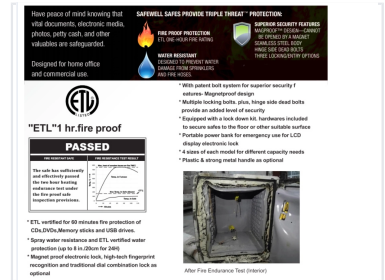 Have peace of mind knowing that
vital documents, electronic media,
photos, petty cash, and other
valuables are safeguarded.
Designed for home office
and commercial use.
SAFEWELL SAFES PROVIDE TRIPLE THREAT™ PROTECTION:
FIRE PROOF PROTECTION
ETL ONE-HOUR FIRE RATING
WATER RESISTANT
DESIGNED TO PREVENT WATER
DAMAGE FROM SPRINKLERS
AND FIRE HOSES.
SUPERIOR SECURITY FEATURES
MAGPROOF™ DESIGN—CANNOT
BE OPENED BY A MAGNET
SEAMLESS STEEL BODY
HINGE SIDE DEAD BOLTS
THREE LOCKING/ENTRY OPTIONS
ETL
LISTED
"ETL"1 hr.fire proof
PASSED
FIRE RESISTANT SAFE
FIRE RESISTANT TEST RESULT
The safe has sufficiently
and effectively passed
the two hour heating
endurance test under
the fire proof safe
inspection provisions.
* ETL vertified for 60 minutes fire protection of
CDs,DVDs,Memory sticks and USB drives.
* Spray water resistance and ETL vertified water
protection (up to 8 in./20cm for 24H)
* Magnet proof electronic lock, high-tech fingerprint
recognition and traditional dial combination lock as
optional
* With patent bolt system for superior security f
eatures- Magnetproof design
* Multiple locking bolts. plus, hinge side dead bolts
provide an added level of security
* Equipped with a lock down kit. hardwares included
to secure safes to the floor or other suitable surface
* Portable power bank for emergency use for LCD
display electronic lock
* 4 sizes of each model for different capacity needs
* Plastic & strong metal handle as optional
After Fire Endurance Test (Interior)